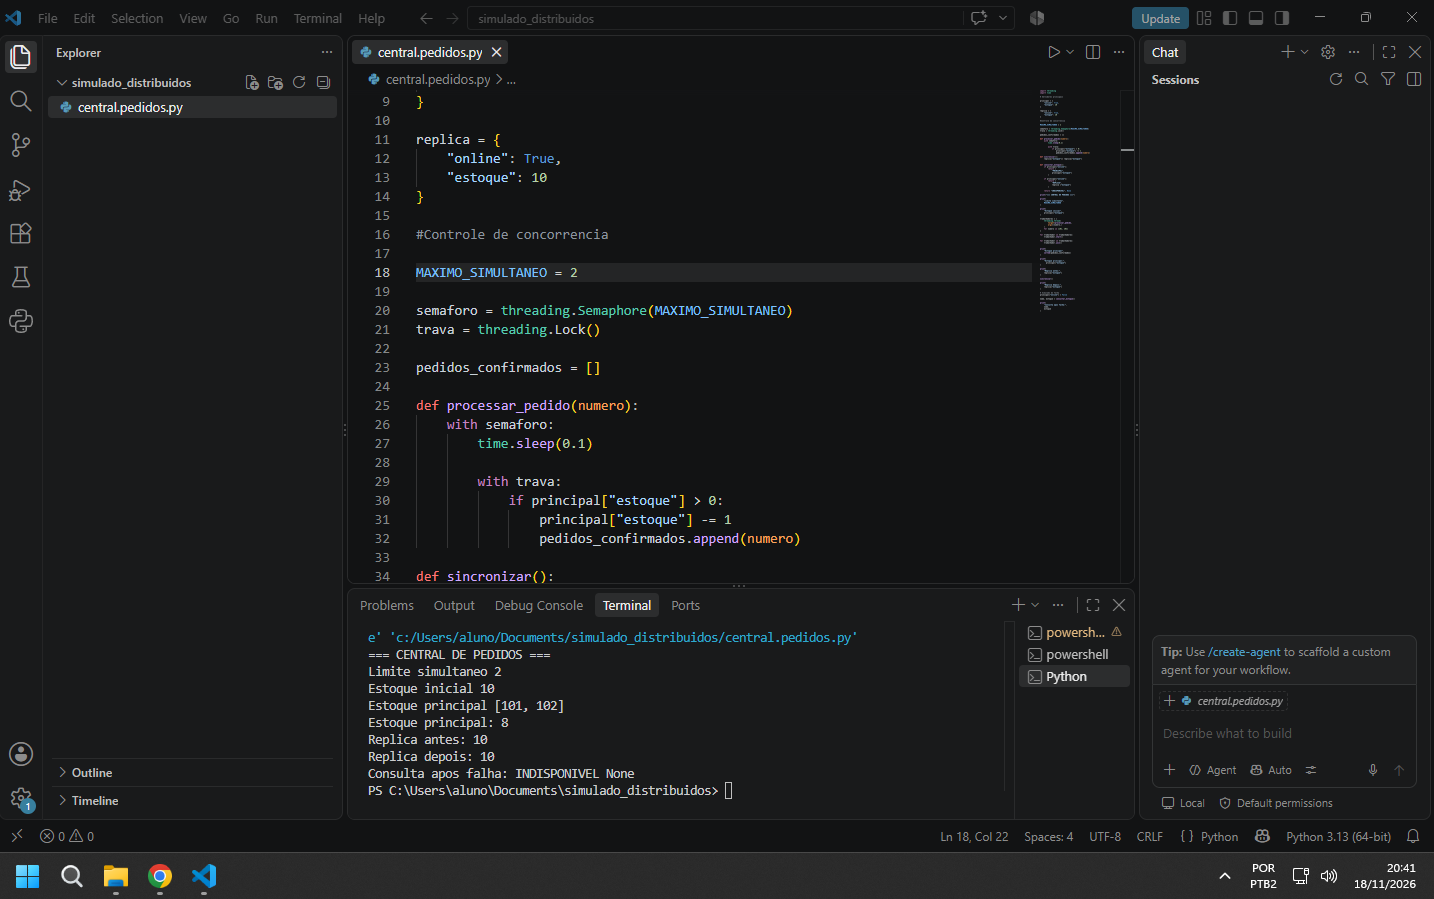 File Edit Selection View Go Run Terminal Help
simulado_distribuidos
Update
Explorer
simulado_distribuidos
central.pedidos.py
Outline
Timeline
central.pedidos.py
central.pedidos.py > ...
9 }
10
11 replica = {
12 "online": True,
13 "estoque": 10
14 }
15
16 #Controle de concorrencia
17
18 MAXIMO_SIMULTANEO = 2
19
20 semaforo = threading.Semaphore(MAXIMO_SIMULTANEO)
21 trava = threading.Lock()
22
23 pedidos_confirmados = []
24
25 def processar_pedido(numero):
26 with semaforo:
27 time.sleep(0.1)
28
29 with trava:
30 if principal["estoque"] > 0:
31 principal["estoque"] -= 1
32 pedidos_confirmados.append(numero)
33
34 def sincronizar():
Problems Output Debug Console Terminal Ports
e' 'c:/Users/aluno/Documents/simulado_distribuidos/central.pedidos.py'
=== CENTRAL DE PEDIDOS ===
Limite simultaneo 2
Estoque inicial 10
Estoque principal [101, 102]
Estoque principal: 8
Replica antes: 10
Replica depois: 10
Consulta apos falha: INDISPONIVEL None
PS C:\Users\aluno\Documents\simulado_distribuidos>
powersh...
powershell
Python
Chat
Sessions
Tip: Use /create-agent to scaffold a custom
agent for your workflow.
central.pedidos.py
Describe what to build
Agent Auto
Local Default permissions
1
0 0
Ln 18, Col 22 Spaces: 4 UTF-8 CRLF { } Python Python 3.13 (64-bit)
POR
PTB2
20:41
18/11/2026